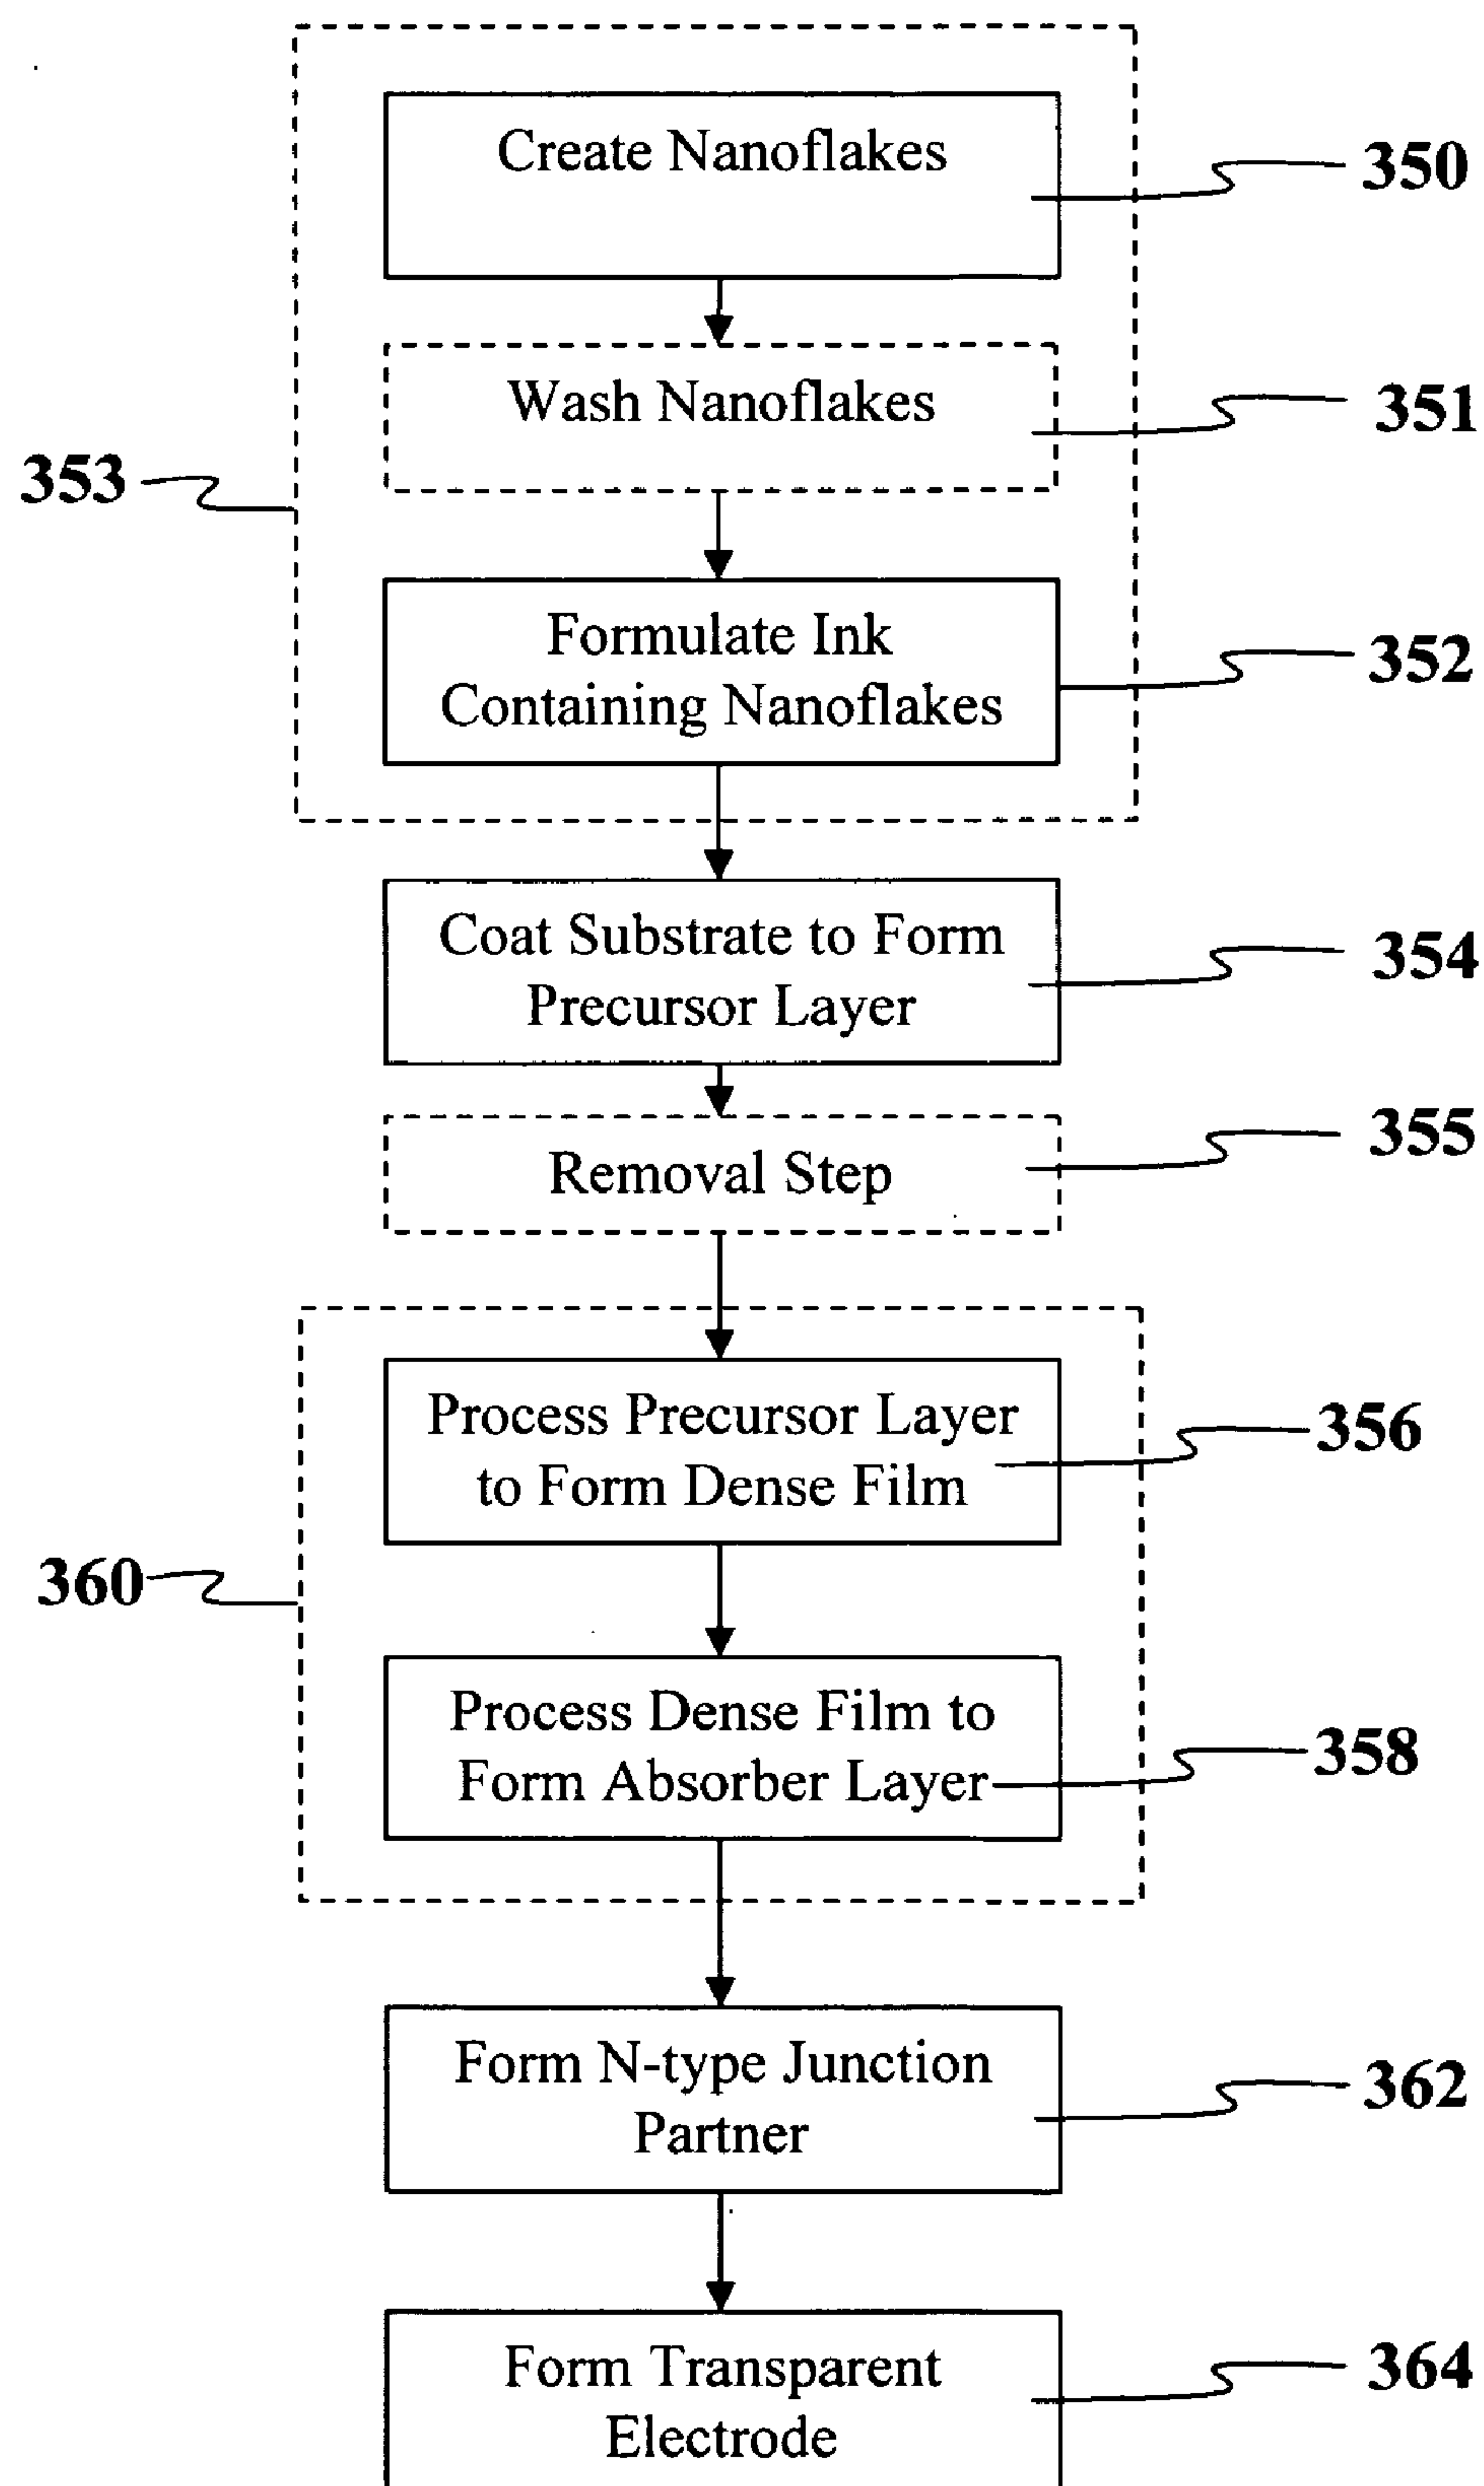 Create Nanoflakes
350
Wash Nanoflakes
351
353
Formulate Ink
Containing Nanoflakes
352
Coat Substrate to Form
Precursor Layer
354
Removal Step
355
Process Precursor Layer
to Form Dense Film
356
360
Process Dense Film to
Form Absorber Layer
358
Form N-type Junction
Partner
362
Form Transparent
Electrode
364